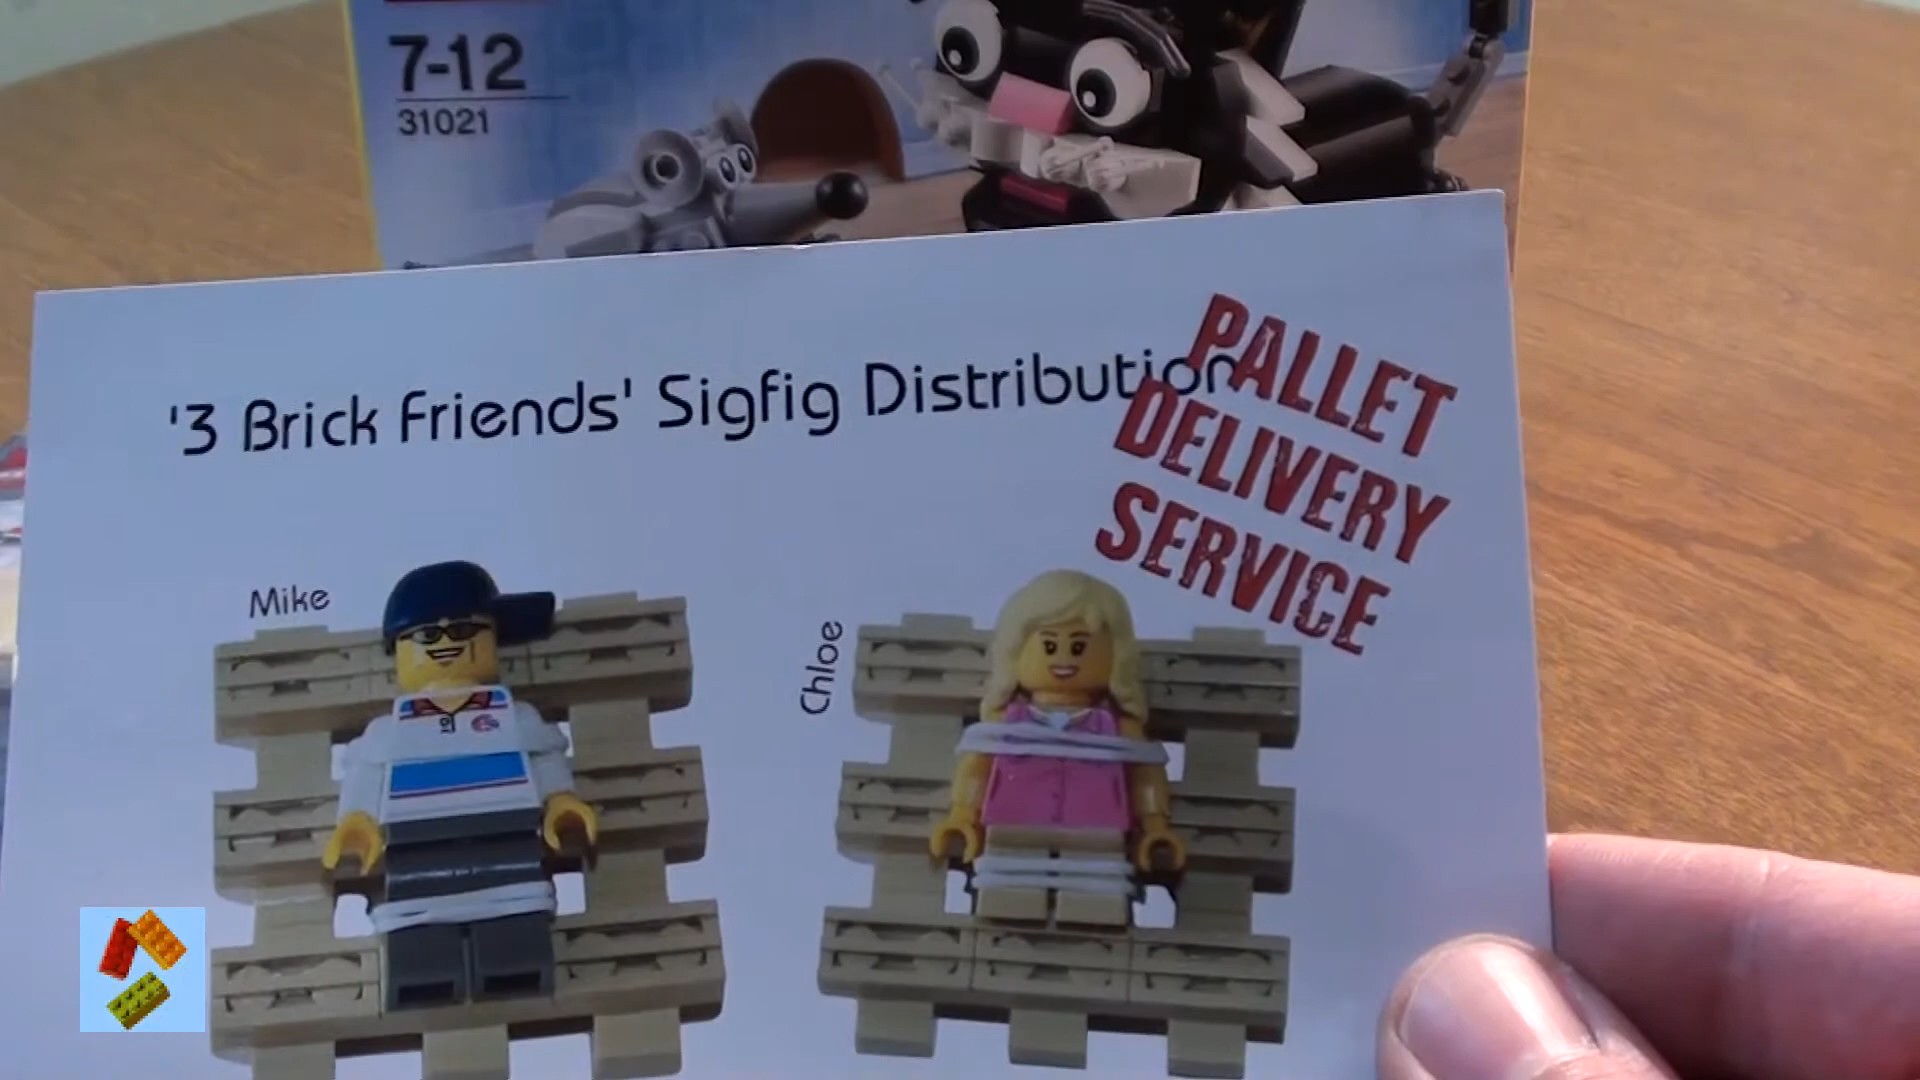 7-12
31021
'3 Brick Friends' Sigfig Distribution
PALLET
DELIVERY
SERVICE
Mike
Chloe